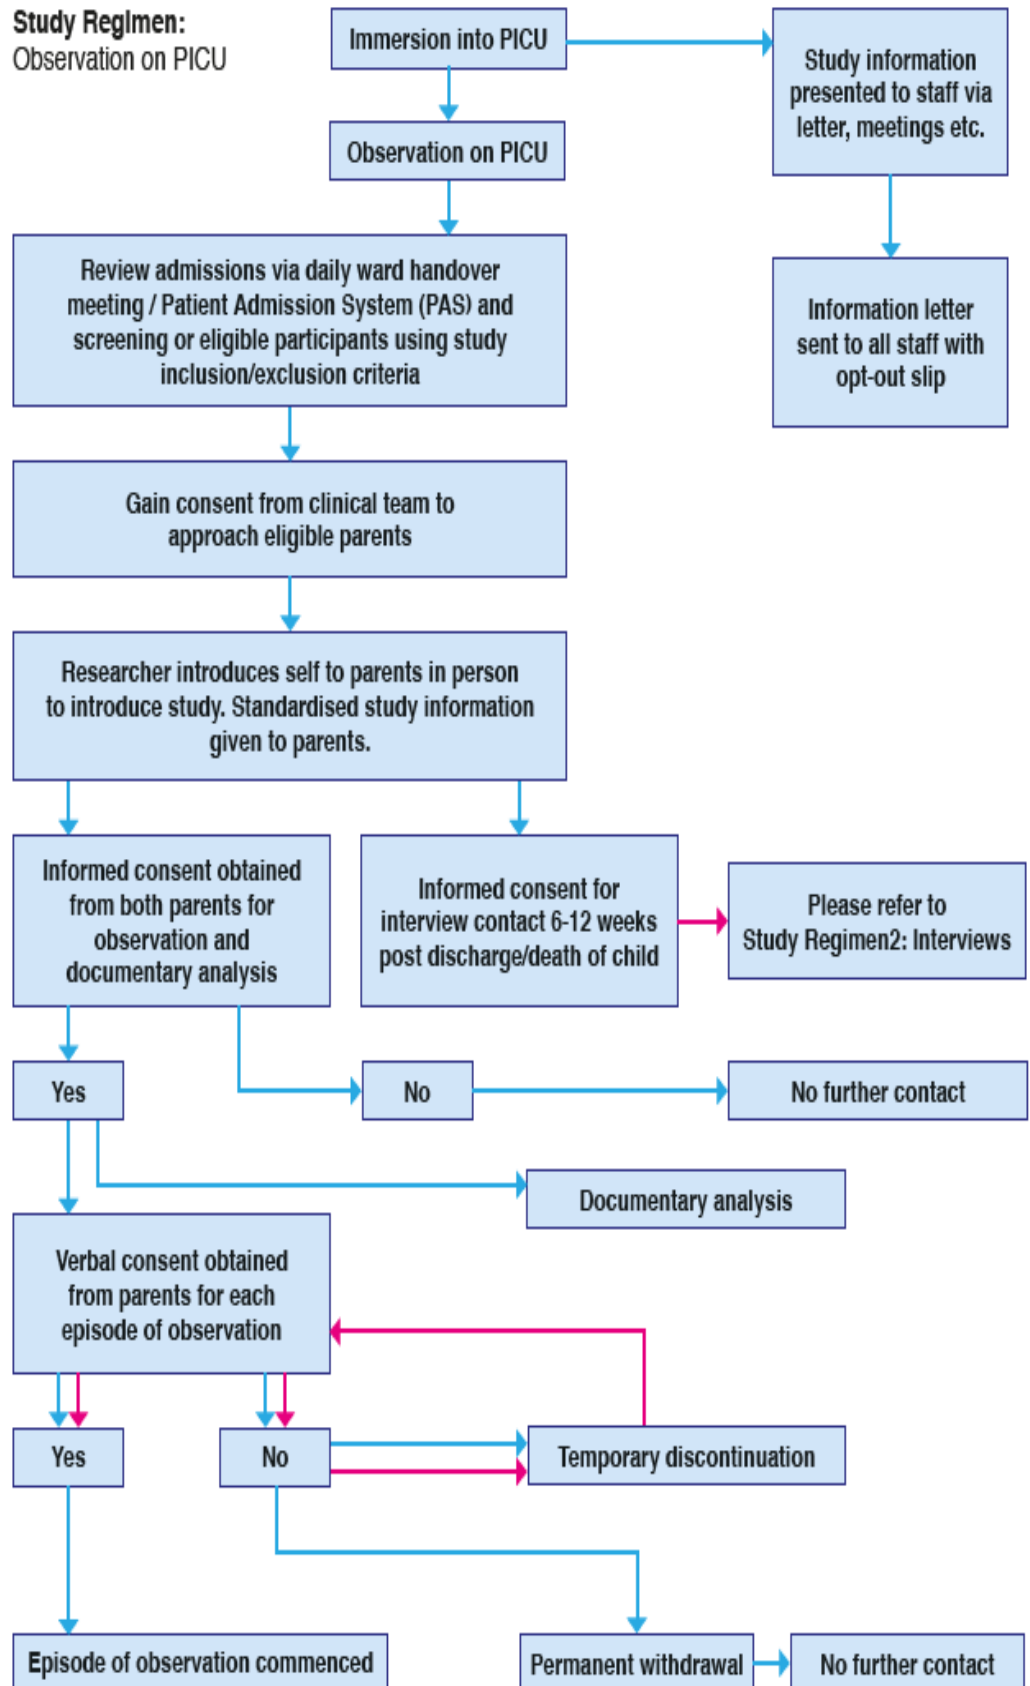 Study Regimen:
Observation on PICU
Immersion into PICU
Study information
presented to staff via
letter, meetings etc.
Observation on PICU
Review admissions via daily ward handover
meeting / Patient Admission System (PAS) and
screening or eligible participants using study
inclusion/exclusion criteria
Information letter
sent to all staff with
opt-out slip
Gain consent from clinical team to
approach eligible parents
Researcher introduces self to parents in person
to introduce study. Standardised study information
given to parents.
Informed consent obtained
from both parents for
observation and
documentary analysis
Informed consent for
interview contact 6-12 weeks
post discharge/death of child
Please refer to
Study Regimen2: Interviews
Yes
No
No further contact
Documentary analysis
Verbal consent obtained
from parents for each
episode of observation
Yes
No
Temporary discontinuation
Episode of observation commenced
Permanent withdrawal
No further contact